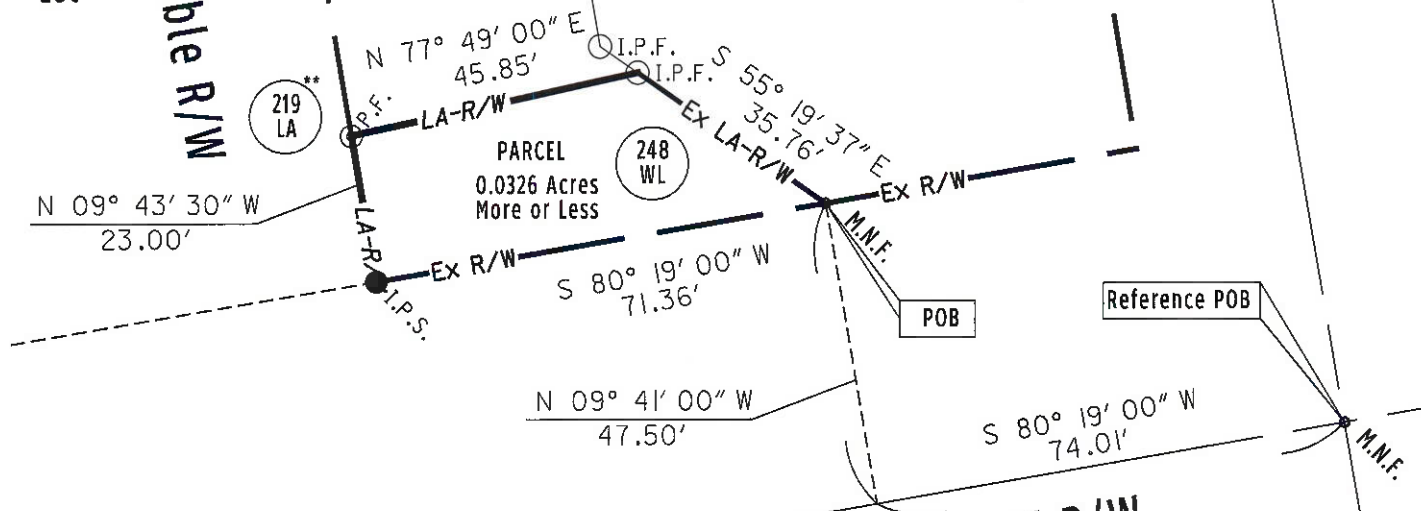 ble R/W
219
LA
**
N 77° 49' 00" E
45.85'
I.P.F.
I.P.F.
P.F.
LA-R/W
S 55° 19' 37" E
35.76'
Ex LA-R/W
PARCEL
0.0326 Acres
More or Less
248
WL
Ex R/W
N 09° 43' 30" W
23.00'
LA-R/
Ex R/W
I.P.S.
S 80° 19' 00" W
71.36'
M.N.F.
POB
Reference POB
N 09° 41' 00" W
47.50'
S 80° 19' 00" W
74.01'
M.N.F.
R/W